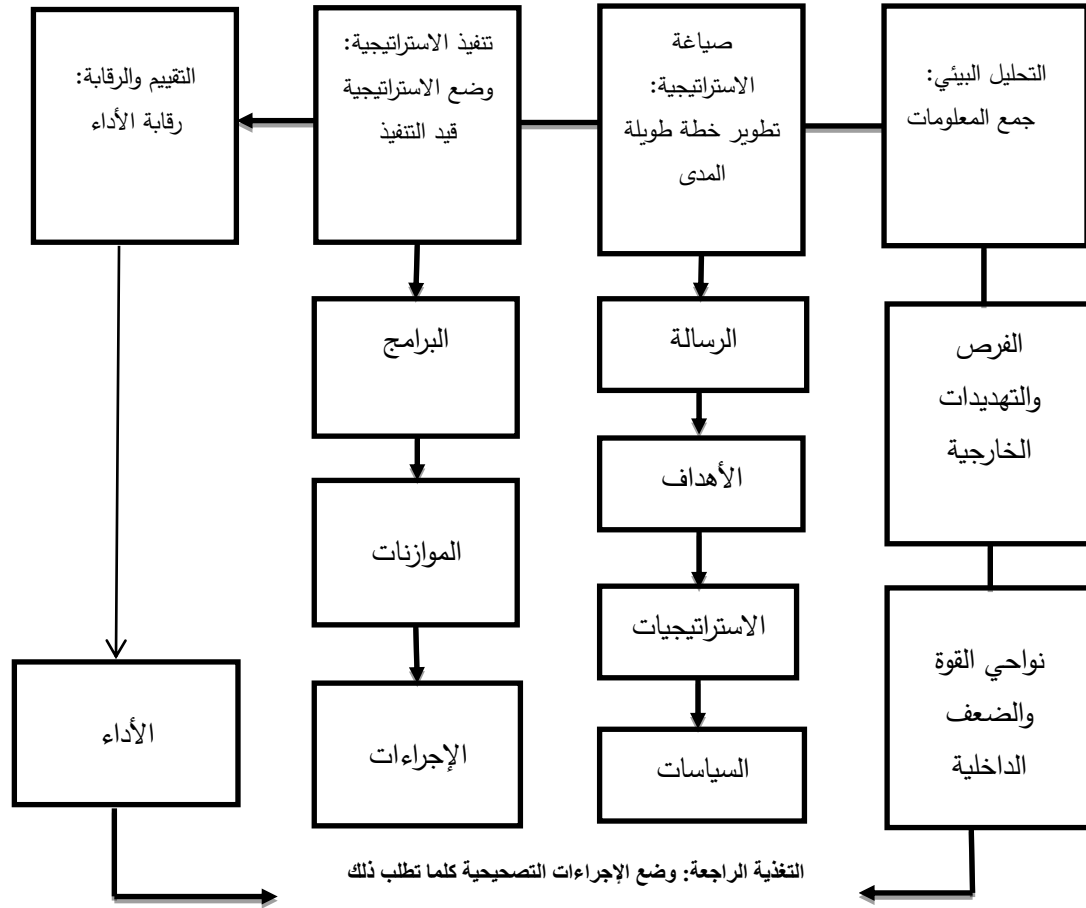 التحليل البيئي:
جمع المعلومات
صياغة
الاستراتيجية:
تطوير خطة طويلة
المدى
تنفيذ الاستراتيجية:
وضع الاستراتيجية
قيد التنفيذ
التقييم والرقابة:
رقابة الأداء
الفرص
والتهديدات
الخارجية
نواحي القوة
والضعف
الداخلية
الرسالة
الأهداف
الاستراتيجيات
السياسات
البرامج
الموازنات
الإجراءات
الأداء
التغذية الراجعة: وضع الإجراءات التصحيحية كلما تطلب ذلك